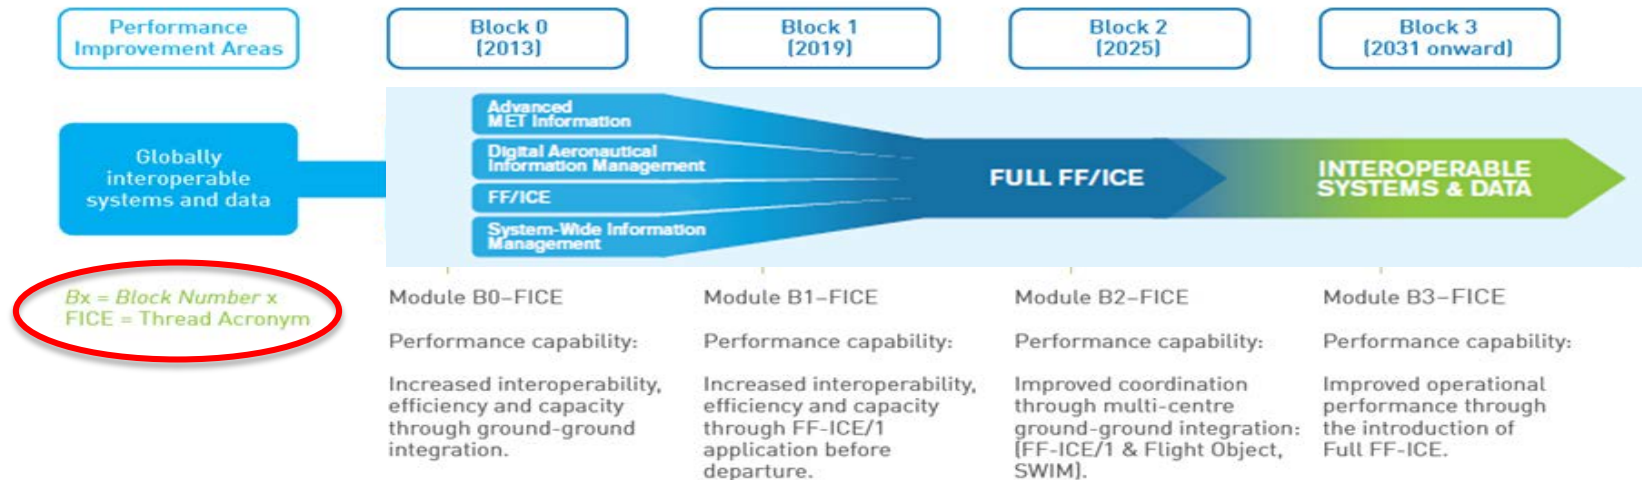 Performance
Improvement Areas
Block 0
(2013)
Block 1
(2019)
Block 2
(2025)
Block 3
(2031 onward)
Globally
interoperable
systems and data
Advanced
MET Information
Digital Aeronautical
Information Management
FF/ICE
System-Wide Information
Management
FULL FF/ICE
INTEROPERABLE
SYSTEMS & DATA
Bx = Block Number x
FICE = Thread Acronym
Module B0–FICE
Performance capability:
Increased interoperability,
efficiency and capacity
through ground-ground
integration.
Module B1–FICE
Performance capability:
Increased interoperability,
efficiency and capacity
through FF-ICE/1
application before
departure.
Module B2–FICE
Performance capability:
Improved coordination
through multi-centre
ground-ground integration:
(FF-ICE/1 & Flight Object,
SWIM).
Module B3–FICE
Performance capability:
Improved operational
performance through
the introduction of
Full FF-ICE.